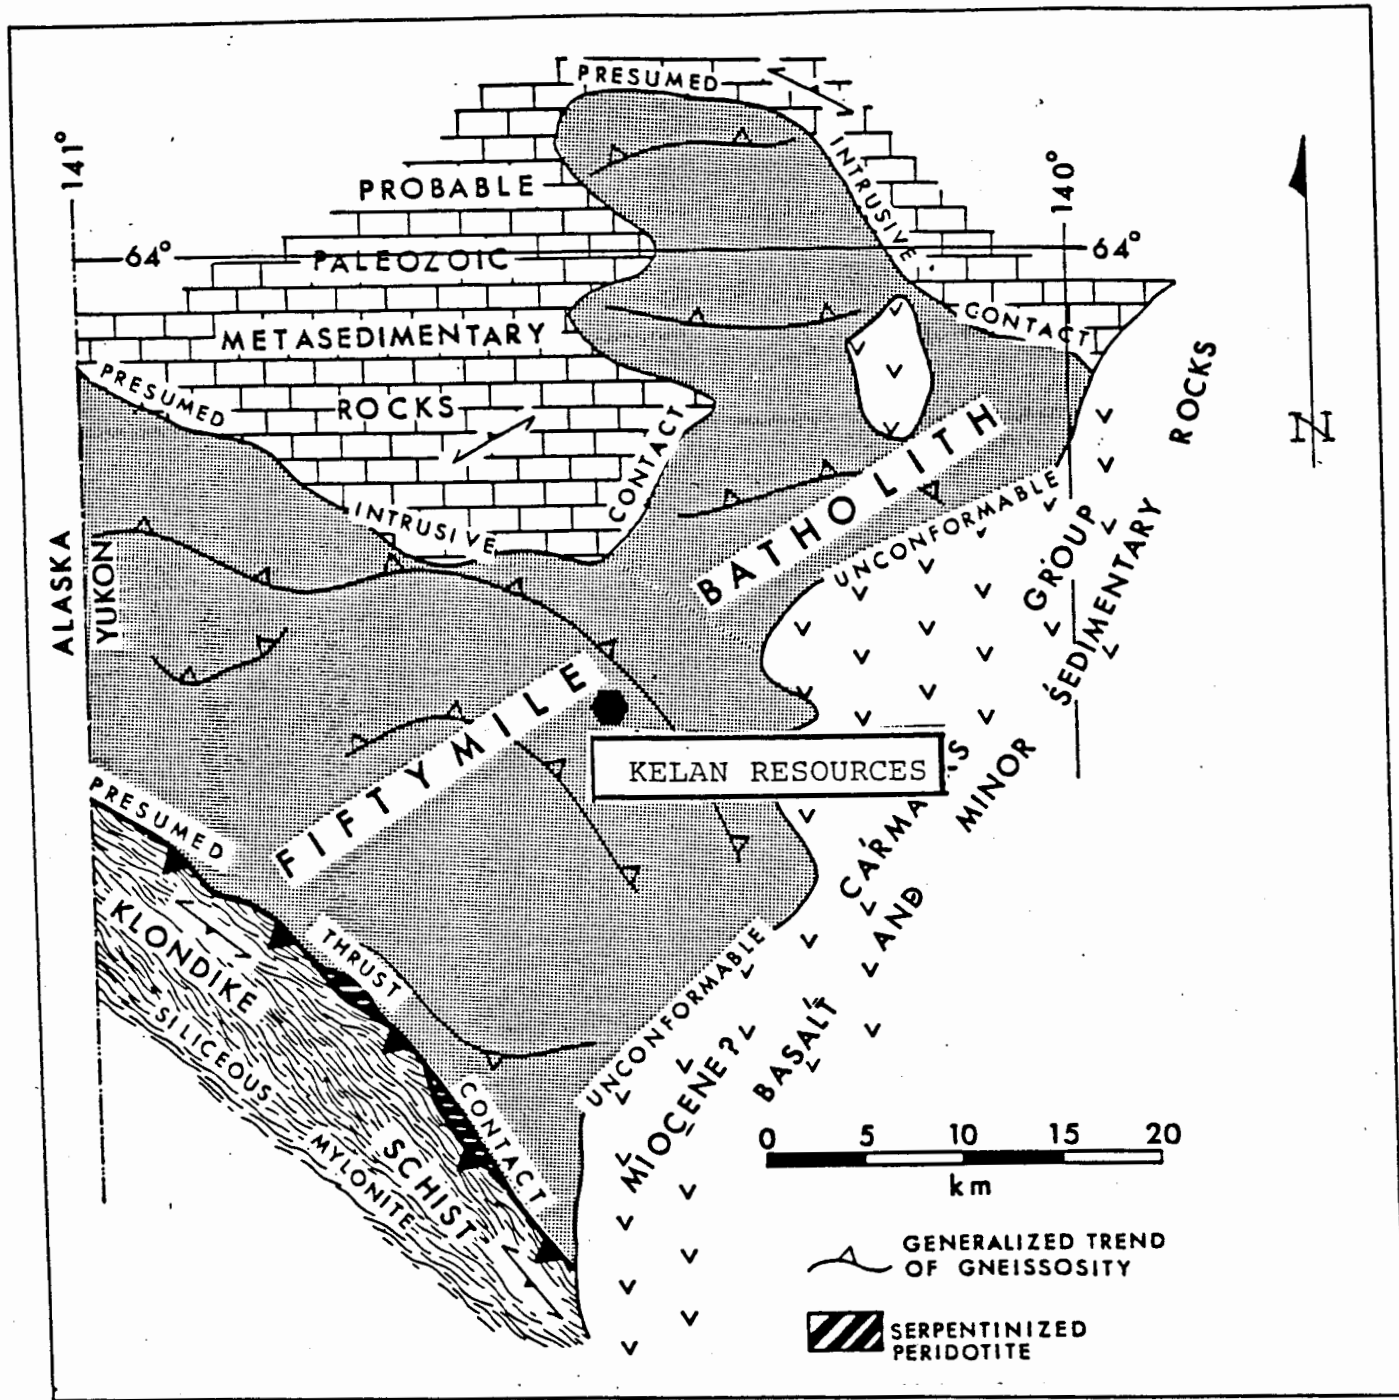 PRESUMED
INTRUSIVE
CONTACT
141°
140°
PROBABLE
64°
64°
PALEOZOIC
METASEDIMENTARY
ROCKS
PRESUMED
INTRUSIVE
CONTACT
N
ALASKA
YUKON
FIFTYMILE
BATHOLITH
UNCONFORMABLE
KELAN RESOURCES
PRESUMED
THRUST
CONTACT
KLONDIKE
SCHIST
SILICEOUS
MYLONITE
UNCONFORMABLE
MIOCENE?
GROUP
BASALT
AND
MINOR
SEDIMENTARY
ROCKS
0 5 10 15 20
km
GENERALIZED TREND
OF GNEISSOSITY
SERPENTINIZED
PERIDOTITE